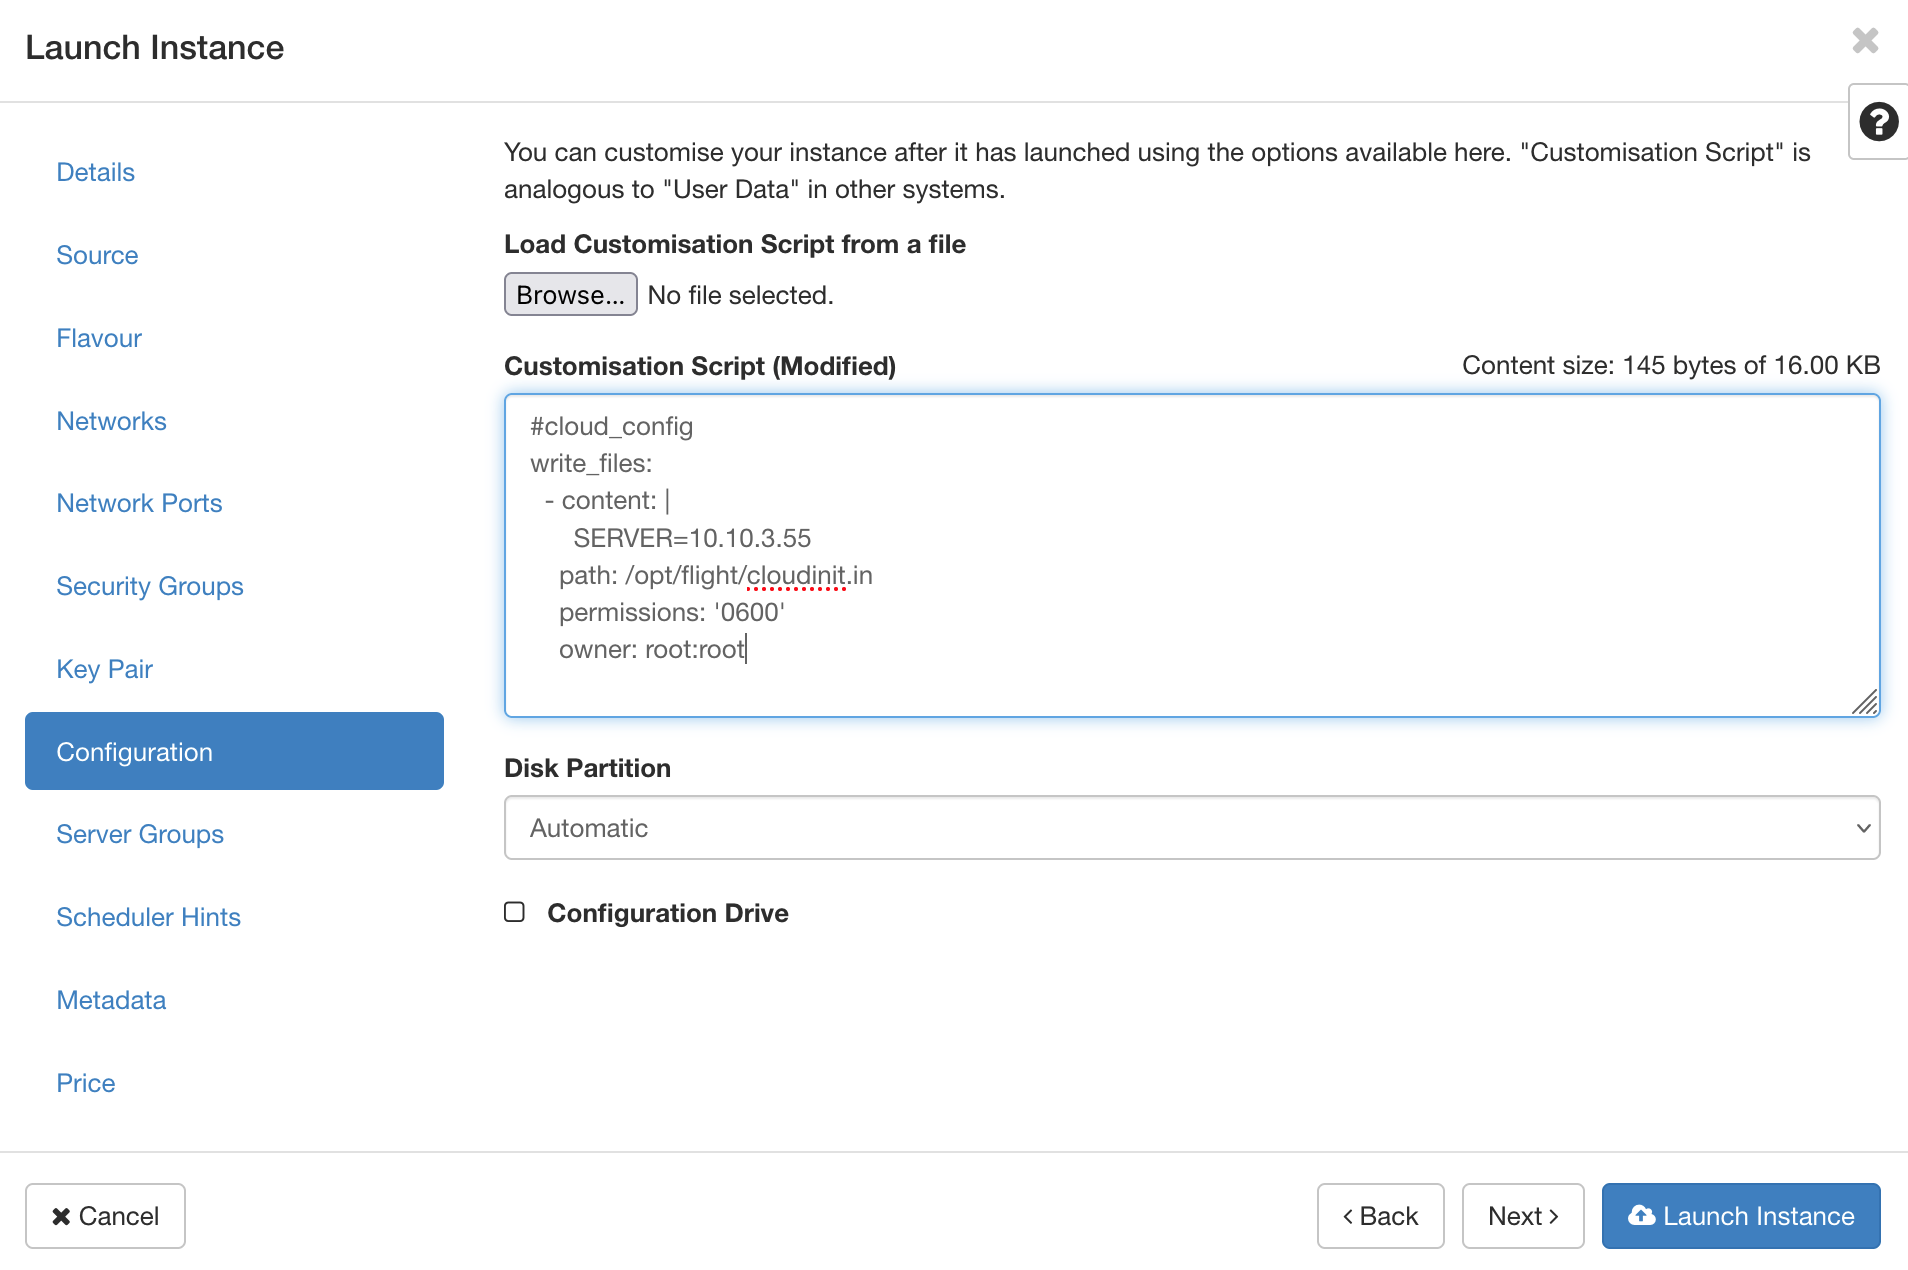 Launch Instance
Details
Source
Flavour
Networks
Network Ports
Security Groups
Key Pair
Configuration
Server Groups
Scheduler Hints
Metadata
Price
You can customise your instance after it has launched using the options available here. "Customisation Script" is
analogous to "User Data" in other systems.
Load Customisation Script from a file
Browse... No file selected.
Customisation Script (Modified) Content size: 145 bytes of 16.00 KB
#cloud_config
write_files:
  - content: |
      SERVER=10.10.3.55
    path: /opt/flight/cloudinit.in
    permissions: '0600'
    owner: root:root
Disk Partition
Automatic
Configuration Drive
Cancel
Back
Next
Launch Instance